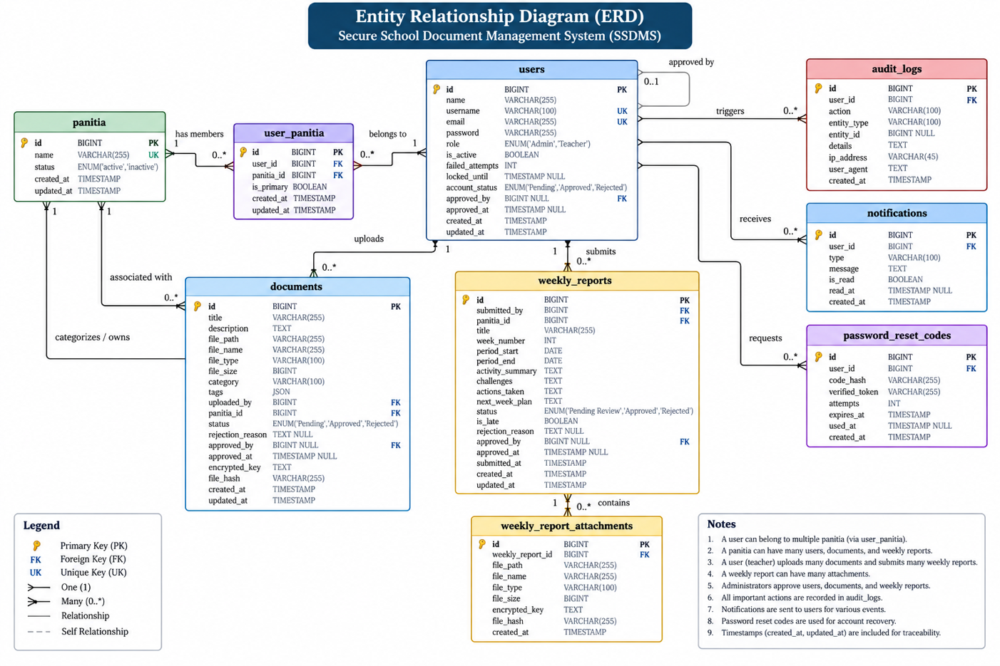 Entity Relationship Diagram (ERD)
Secure School Document Management System (SSDMS)
panitia
id BIGINT PK
name VARCHAR(255) UK
status ENUM('active','inactive')
created_at TIMESTAMP
updated_at TIMESTAMP
has members
1
0..*
user_panitia
id BIGINT PK
user_id BIGINT FK
panitia_id BIGINT FK
is_primary BOOLEAN
created_at TIMESTAMP
updated_at TIMESTAMP
belongs to
0..*
1
users
id BIGINT PK
name VARCHAR(255)
username VARCHAR(100) UK
email VARCHAR(255) UK
password VARCHAR(255)
role ENUM('Admin','Teacher')
is_active BOOLEAN
failed_attempts INT
locked_until TIMESTAMP NULL
account_status ENUM('Pending','Approved','Rejected')
approved_by BIGINT NULL FK
approved_at TIMESTAMP NULL
created_at TIMESTAMP
updated_at TIMESTAMP
approved by
0..1
triggers
0..*
audit_logs
id BIGINT PK
user_id BIGINT FK
action VARCHAR(100)
entity_type VARCHAR(100)
entity_id BIGINT NULL
details TEXT
ip_address VARCHAR(45)
user_agent TEXT
created_at TIMESTAMP
receives
0..*
notifications
id BIGINT PK
user_id BIGINT FK
type VARCHAR(100)
message TEXT
is_read BOOLEAN
read_at TIMESTAMP NULL
created_at TIMESTAMP
requests
0..*
password_reset_codes
id BIGINT PK
user_id BIGINT FK
code_hash VARCHAR(255)
verified_token VARCHAR(255)
attempts INT
expires_at TIMESTAMP
used_at TIMESTAMP NULL
created_at TIMESTAMP
1
1
associated with
0..*
categorizes / owns
uploads
1
0..*
documents
id BIGINT PK
title VARCHAR(255)
description TEXT
file_path VARCHAR(255)
file_name VARCHAR(255)
file_type VARCHAR(100)
file_size BIGINT
category VARCHAR(100)
tags JSON
uploaded_by BIGINT FK
panitia_id BIGINT FK
status ENUM('Pending','Approved','Rejected')
rejection_reason TEXT NULL
approved_by BIGINT NULL FK
approved_at TIMESTAMP NULL
encrypted_key TEXT
file_hash VARCHAR(255)
created_at TIMESTAMP
updated_at TIMESTAMP
1
submits
0..*
weekly_reports
id BIGINT PK
submitted_by BIGINT FK
panitia_id BIGINT FK
title VARCHAR(255)
week_number INT
period_start DATE
period_end DATE
activity_summary TEXT
challenges TEXT
actions_taken TEXT
next_week_plan TEXT
status ENUM('Pending Review','Approved','Rejected')
is_late BOOLEAN
rejection_reason TEXT NULL
approved_by BIGINT NULL FK
approved_at TIMESTAMP NULL
submitted_at TIMESTAMP
created_at TIMESTAMP
updated_at TIMESTAMP
1
0..*
contains
weekly_report_attachments
id BIGINT PK
weekly_report_id BIGINT FK
file_path VARCHAR(255)
file_name VARCHAR(255)
file_type VARCHAR(100)
file_size BIGINT
encrypted_key TEXT
file_hash VARCHAR(255)
created_at TIMESTAMP
Legend
Primary Key (PK)
FK Foreign Key (FK)
UK Unique Key (UK)
One (1)
Many (0..*)
Relationship
Self Relationship
Notes
1. A user can belong to multiple panitia (via user_panitia).
2. A panitia can have many users, documents, and weekly reports.
3. A user (teacher) uploads many documents and submits many weekly reports.
4. A weekly report can have many attachments.
5. Administrators approve users, documents, and weekly reports.
6. All important actions are recorded in audit_logs.
7. Notifications are sent to users for various events.
8. Password reset codes are used for account recovery.
9. Timestamps (created_at, updated_at) are included for traceability.